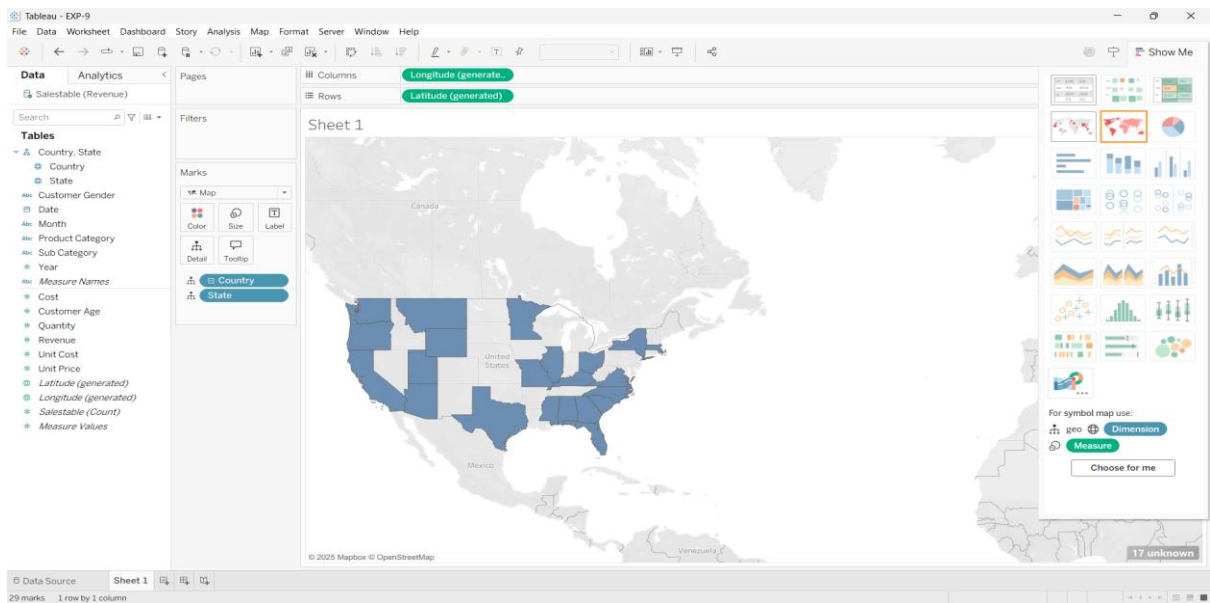 Tableau - EXP-9
File Data Worksheet Dashboard Story Analysis Map Format Server Window Help
Show Me
Data Analytics
Salestable (Revenue)
Search
Tables
Country, State
Country
State
Abc Customer Gender
Date
Abc Month
Abc Product Category
Abc Sub Category
# Year
Abc Measure Names
# Cost
# Customer Age
# Quantity
# Revenue
# Unit Cost
# Unit Price
Latitude (generated)
Longitude (generated)
# Salestable (Count)
# Measure Values
Pages
Filters
Marks
Map
Color Size Label
Detail Tooltip
Country
State
Columns Longitude (generate..
Rows Latitude (generated)
Sheet 1
Canada
United
States
Mexico
Venezuela
© 2025 Mapbox © OpenStreetMap
17 unknown
For symbol map use:
geo Dimension
Measure
Choose for me
Data Source Sheet 1
29 marks 1 row by 1 column